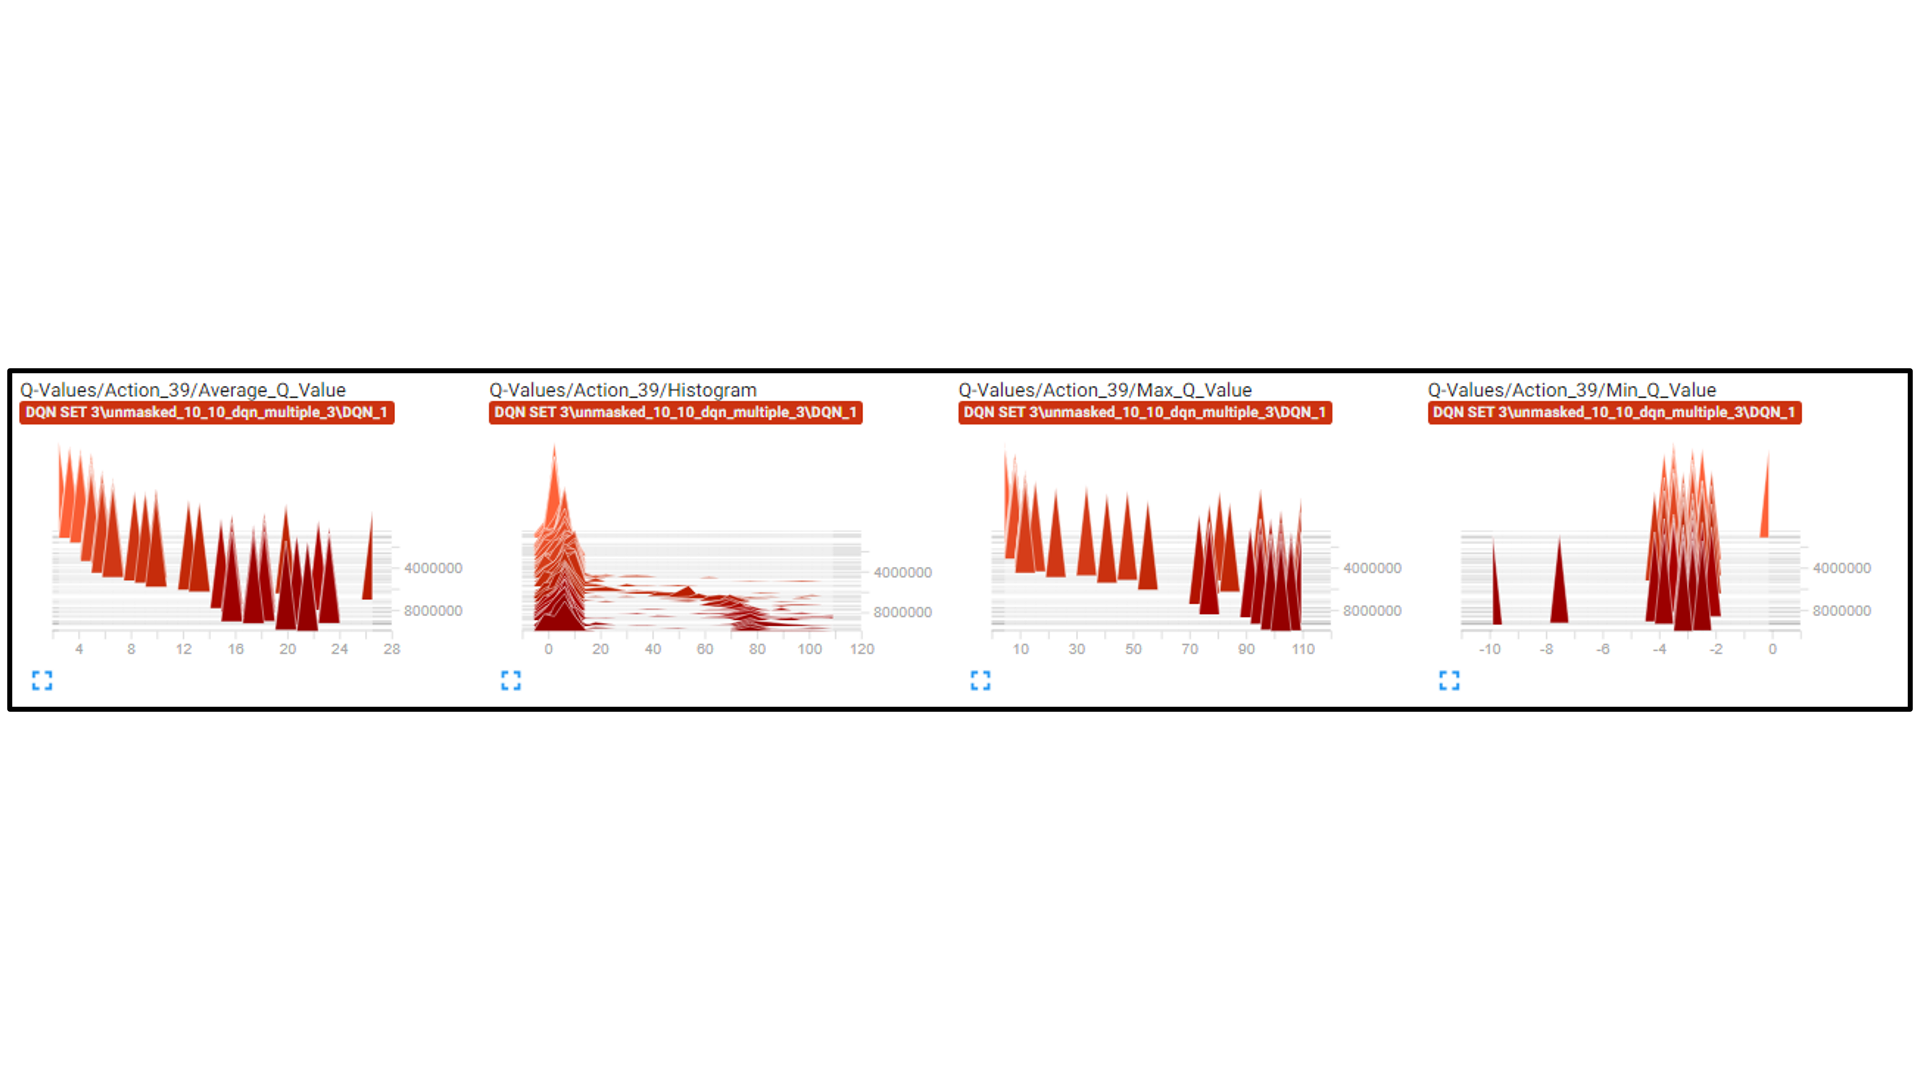 Q-Values/Action_39/Average_Q_Value
DQN SET 3\unmasked_10_10_dqn_multiple_3\DQN_1
4000000
8000000
4 8 12 16 20 24 28
Q-Values/Action_39/Histogram
DQN SET 3\unmasked_10_10_dqn_multiple_3\DQN_1
4000000
8000000
0 20 40 60 80 100 120
Q-Values/Action_39/Max_Q_Value
DQN SET 3\unmasked_10_10_dqn_multiple_3\DQN_1
4000000
8000000
10 30 50 70 90 110
Q-Values/Action_39/Min_Q_Value
DQN SET 3\unmasked_10_10_dqn_multiple_3\DQN_1
4000000
8000000
-10 -8 -6 -4 -2 0